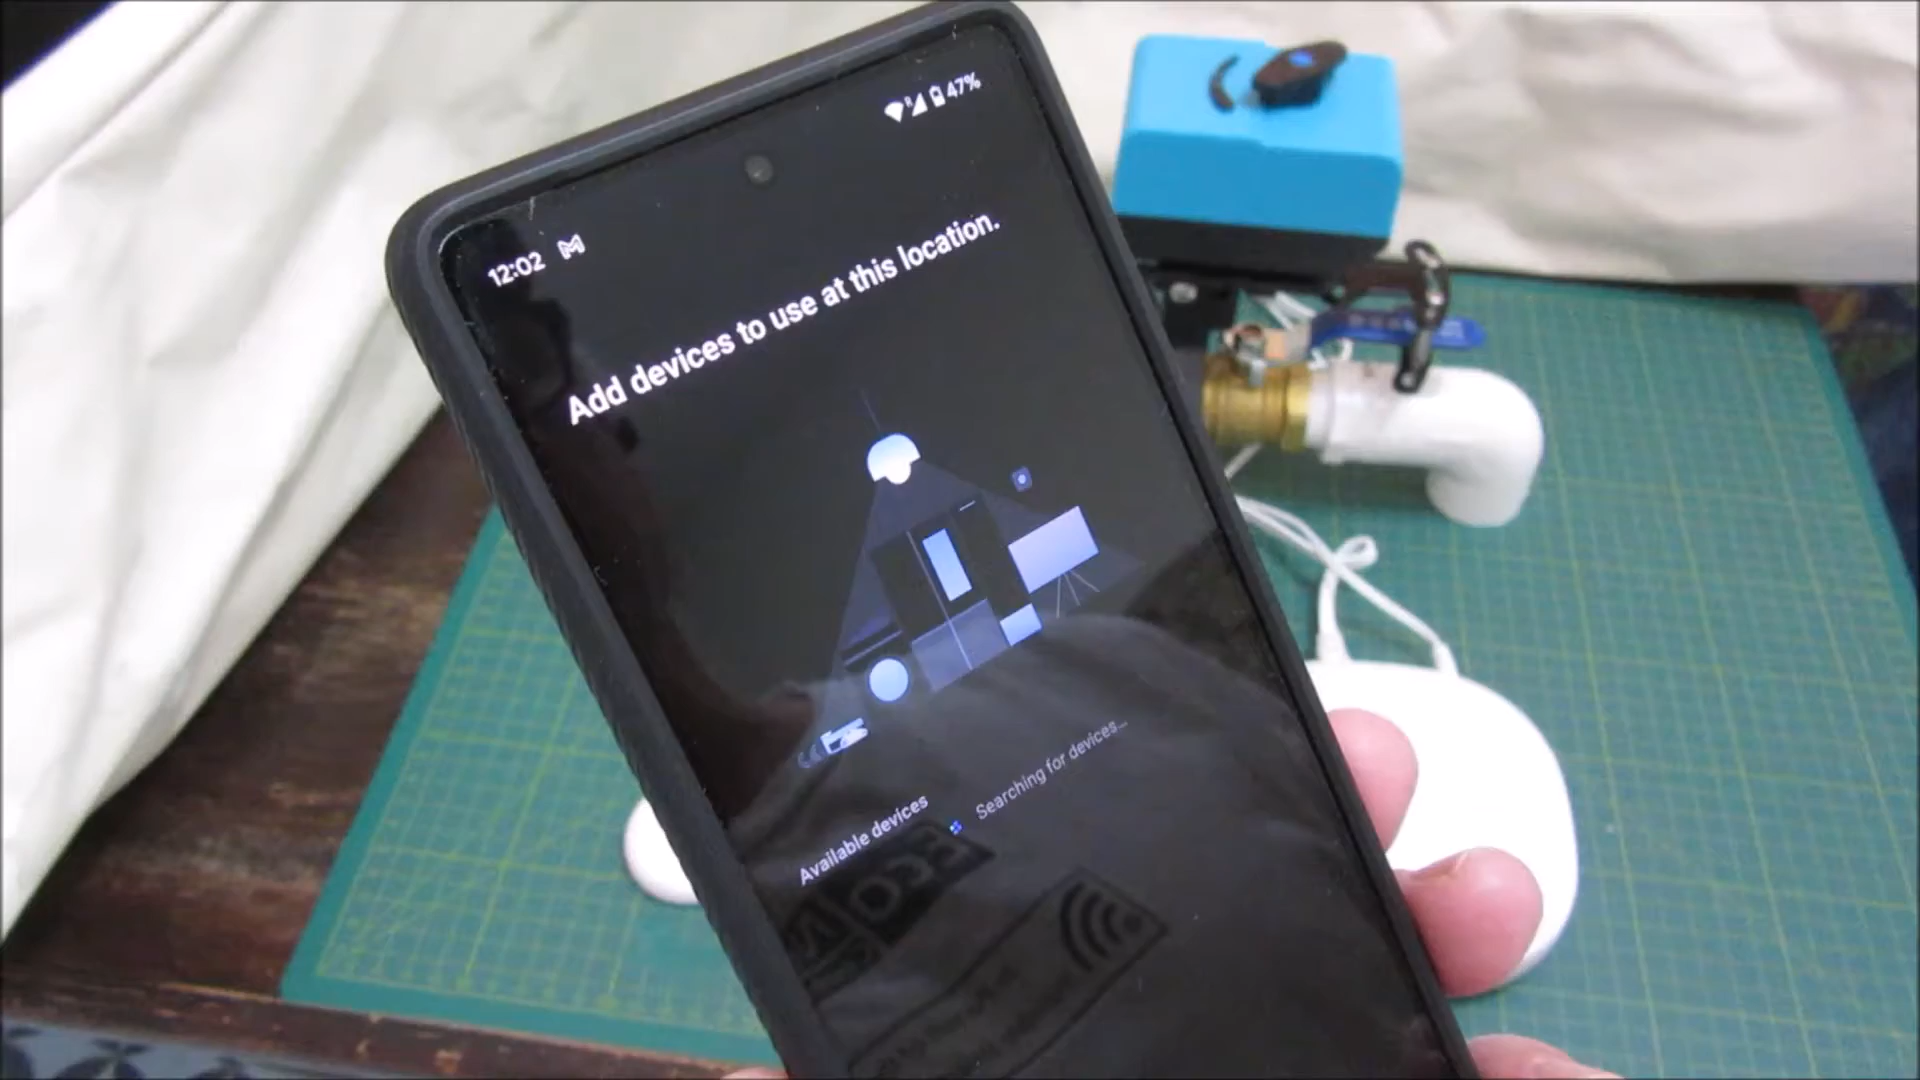 47%
12:02
Add devices to use at this location.
Searching for devices...
Available devices